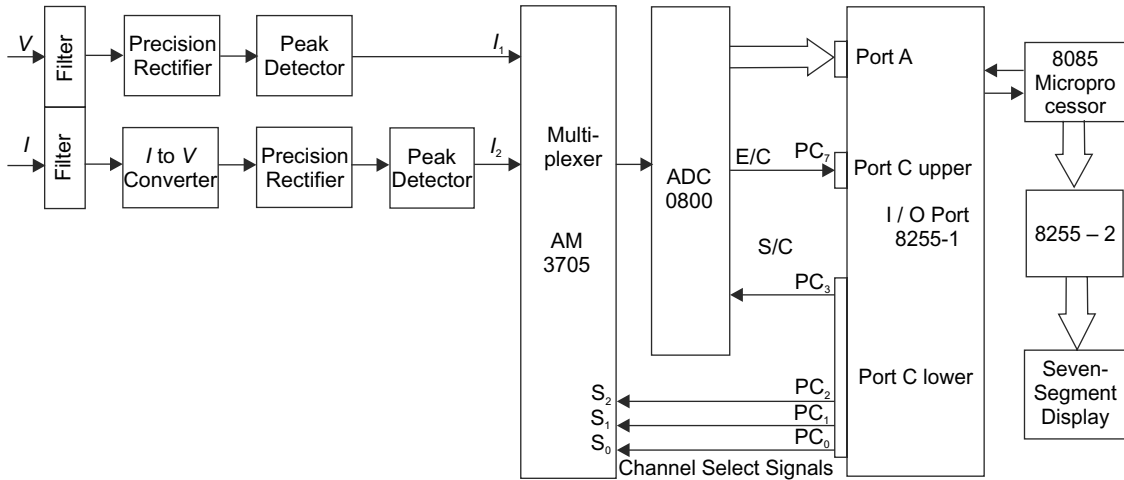 V
Filter
Precision
Rectifier
Peak
Detector
I₁
I
Filter
I to V
Converter
Precision
Rectifier
Peak
Detector
I₂
Multi-
plexer
AM
3705
S₂
S₁
S₀
ADC
0800
E/C
PC₇
S/C
PC₃
PC₂
PC₁
PC₀
Channel Select Signals
Port A
Port C upper
I / O Port
8255-1
Port C lower
8085
Micropro
cessor
8255 – 2
Seven-
Segment
Display